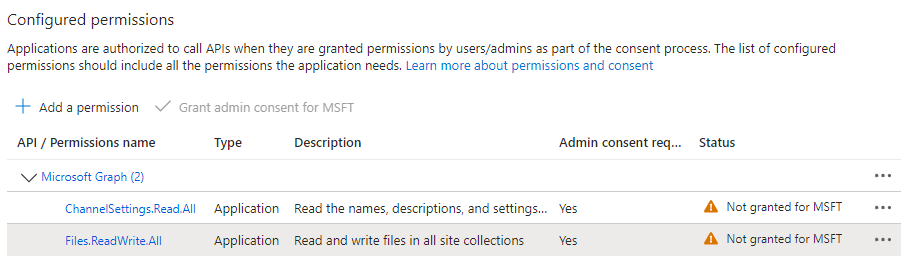 Configured permissions
Applications are authorized to call APIs when they are granted permissions by users/admins as part of the consent process. The list of configured
permissions should include all the permissions the application needs. Learn more about permissions and consent
Add a permission Grant admin consent for MSFT
API / Permissions name Type Description Admin consent req... Status
Microsoft Graph (2)
ChannelSettings.Read.All Application Read the names, descriptions, and settings... Yes Not granted for MSFT
Files.ReadWrite.All Application Read and write files in all site collections Yes Not granted for MSFT